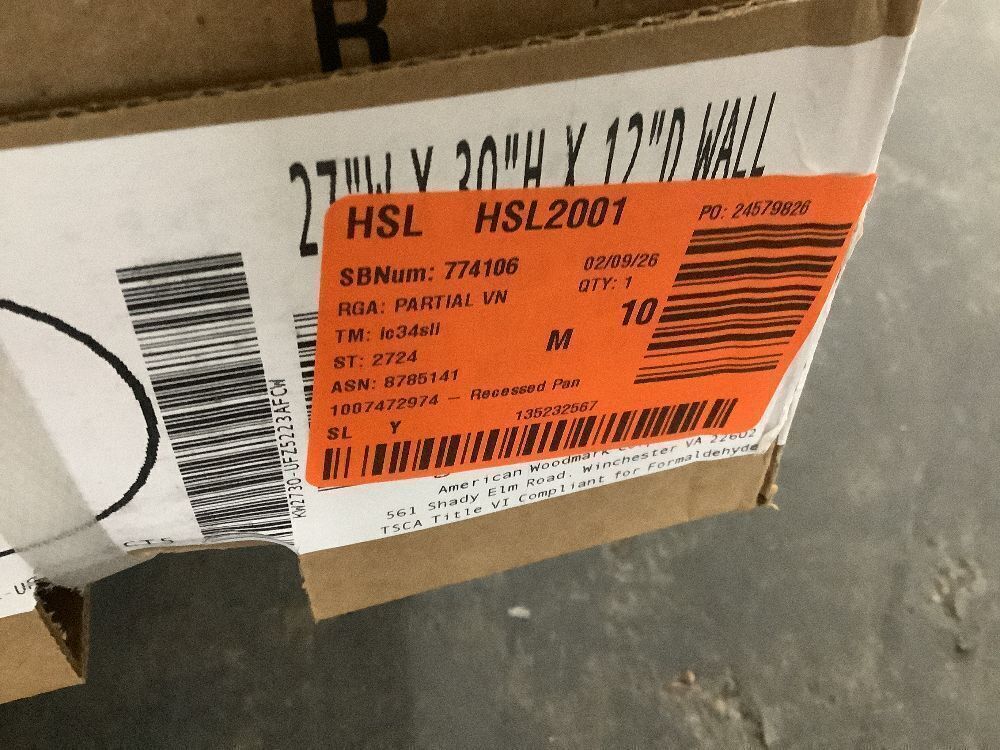 R
27"W X 30"H X 12"D WALL
HSL HSL2001 PO: 24579826
SBNum: 774106 02/09/26
RGA: PARTIAL VN QTY: 1
TM: lc34sll M 10
ST: 2724
ASN: 8785141
1007472974 – Recessed Pan
SL Y 135232567
KW2730-UFZ5223AFCW
American Woodmark
561 Shady Elm Road. Winchester VA 22602
TSCA Title VI Compliant for Formaldehyde